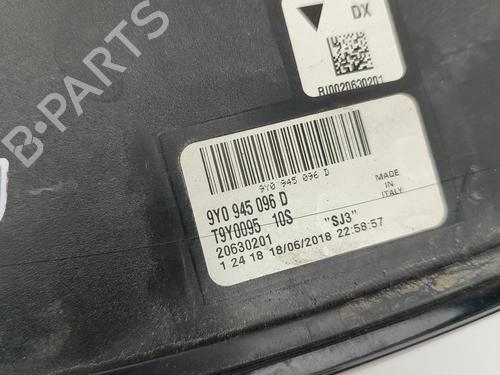 B-PARTS
DX
RI0020630201
9Y0 945 096 D
9Y0 945 096 D
T9Y0095 10S "SJ3"
20630201
1 24 18 18/06/2018 22:58:57
MADE
IN
ITALY